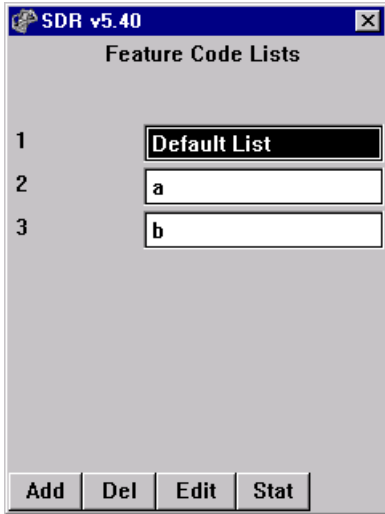 SDR v5.40
Feature Code Lists
1 Default List
2 a
3 b
Add Del Edit Stat